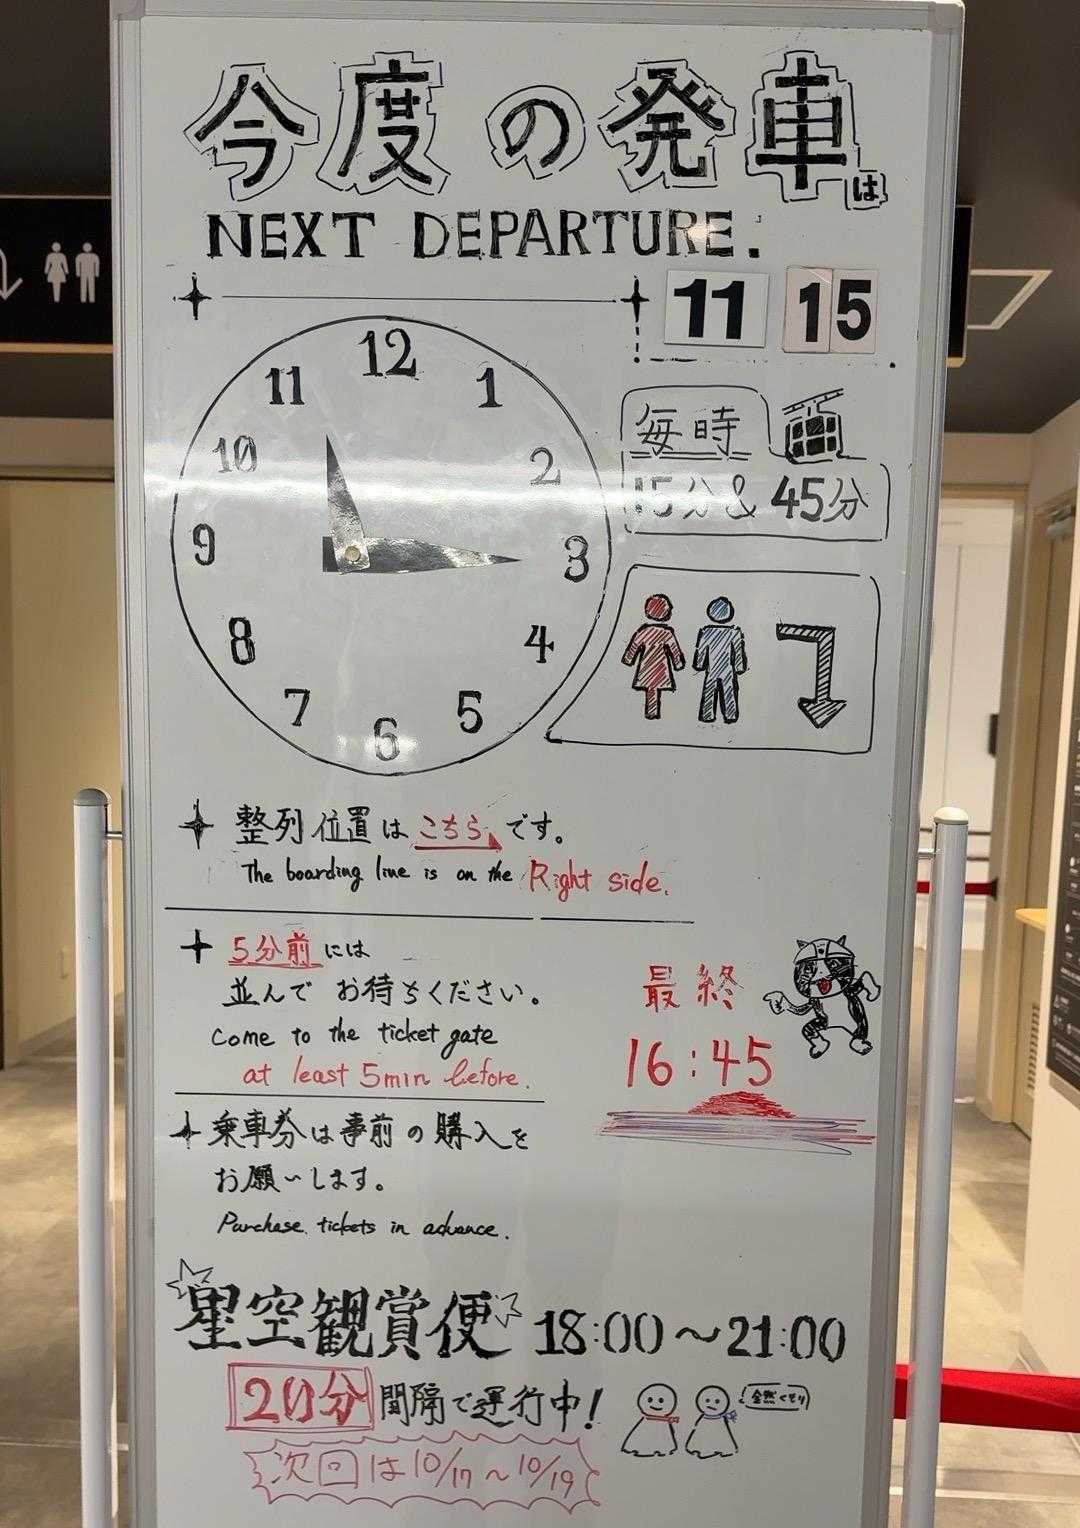 今度の発車は
NEXT DEPARTURE:
11 15
12
11 1
10 2
9 3
8 4
7 5
6
毎時
15分&45分
整列位置はこちらです。
The boarding line is on the Right side.
5分前には
並んでお待ちください。
Come to the ticket gate
at least 5min before.
最終
16:45
乗車券は事前の購入を
お願いします。
Purchase tickets in advance.
星空観賞便 18:00〜21:00
20分間隔で運行中!
全然くもり
次回は10/17〜10/19